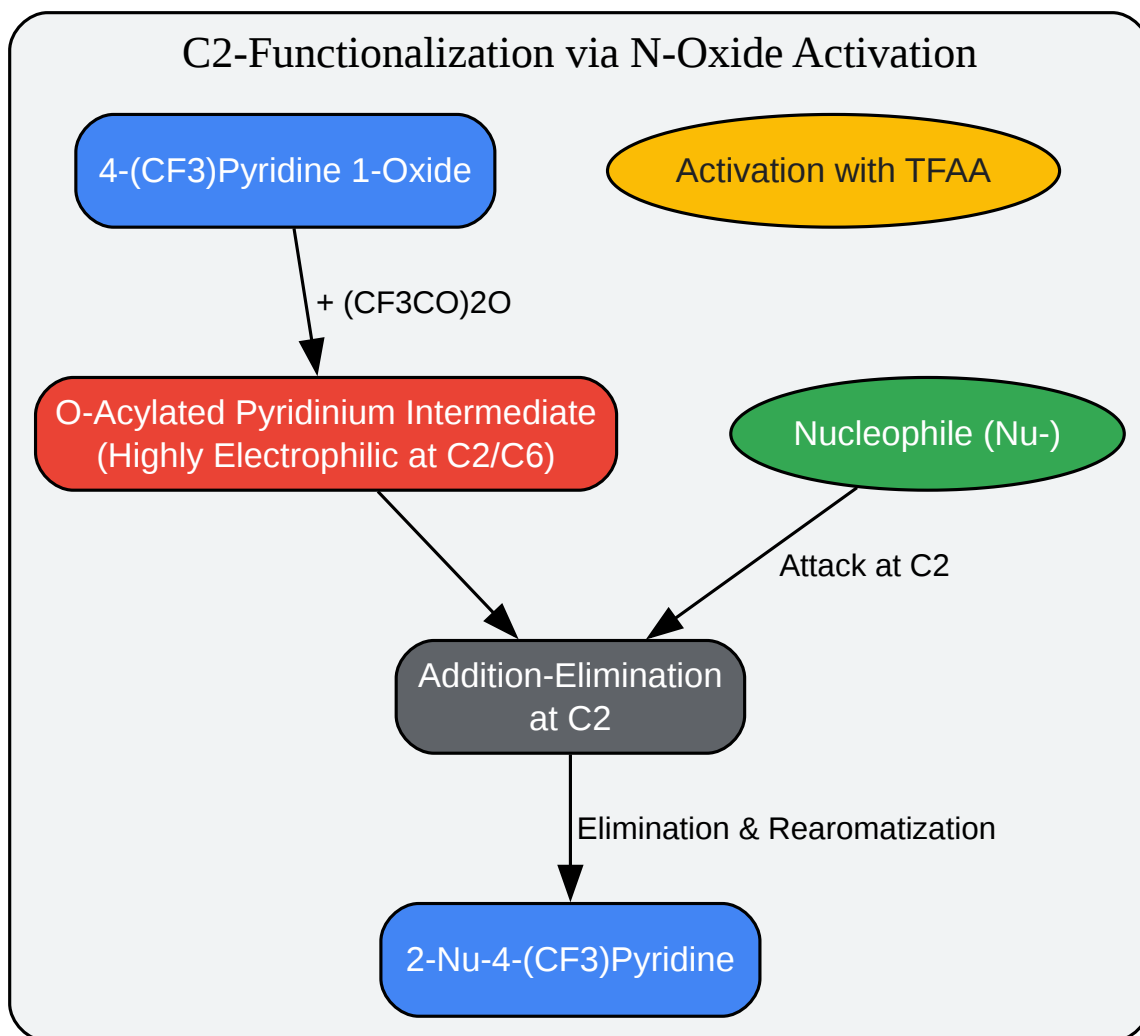 C2-Functionalization via N-Oxide Activation
4-(CF3)Pyridine 1-Oxide
Activation with TFAA
+ (CF3CO)2O
O-Acylated Pyridinium Intermediate
(Highly Electrophilic at C2/C6)
Nucleophile (Nu-)
Attack at C2
Addition-Elimination
at C2
Elimination & Rearomatization
2-Nu-4-(CF3)Pyridine